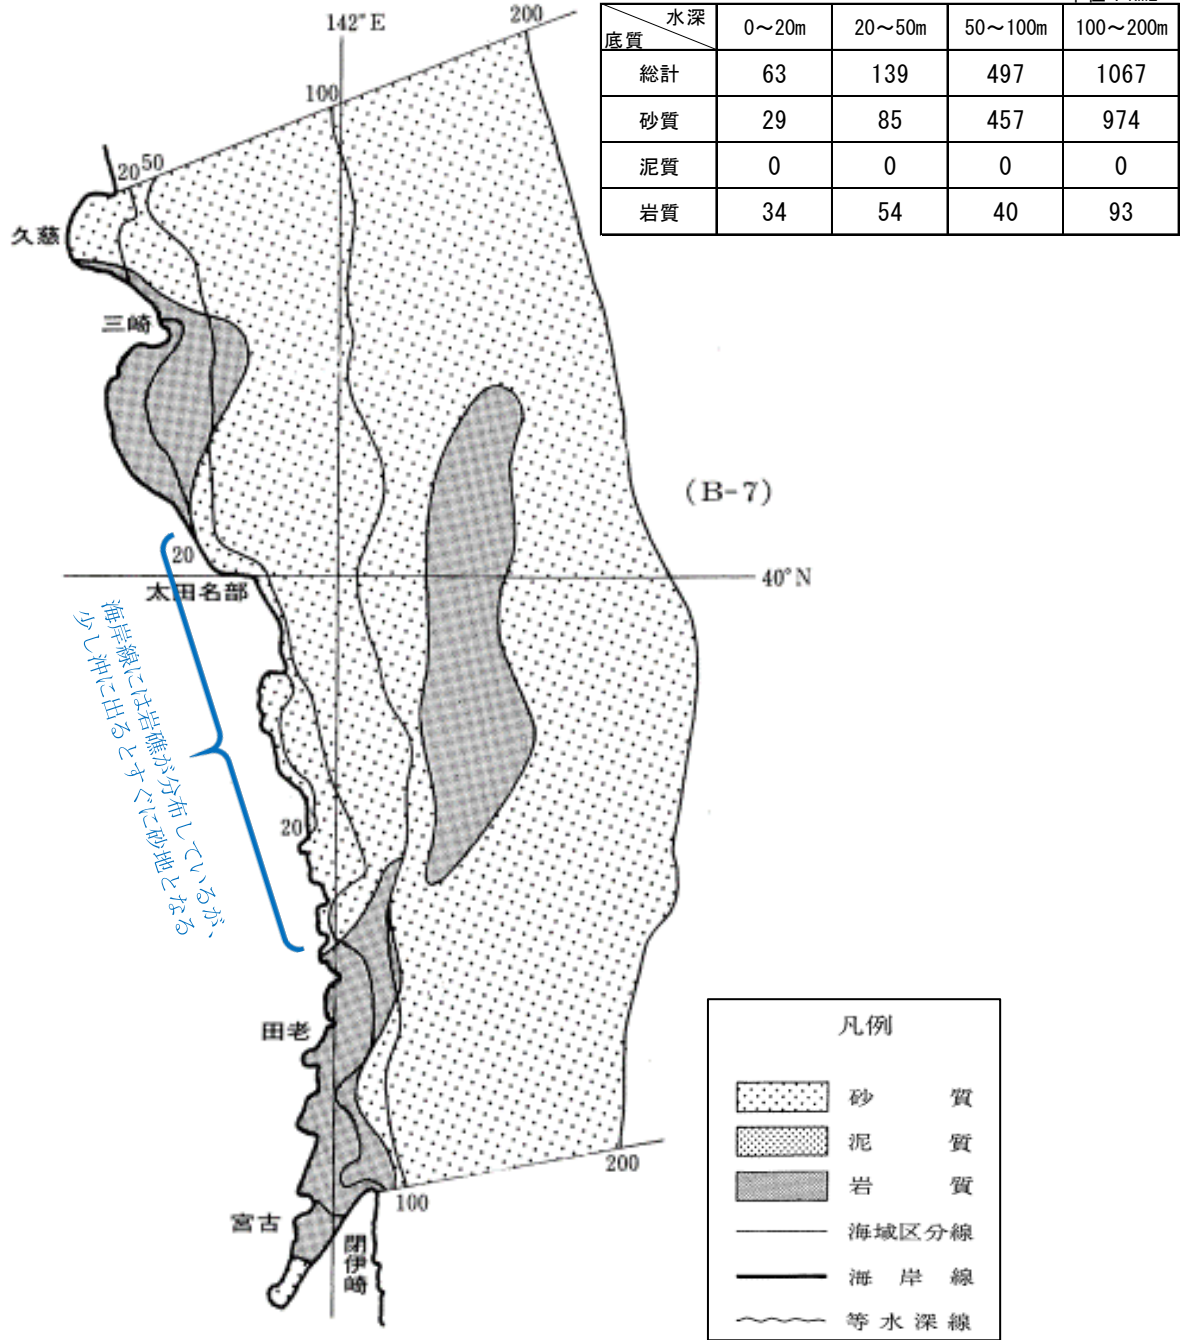 200
142°E
100
20 50
久慈
三崎
(B-7)
20
40°N
太田名部
海岸線には岩礁が分布しているが、
少し沖に出るとすぐに砂地となる
20
田老
200
100
宮古
閉伊崎
水深
底質 0～20m 20～50m 50～100m 100～200m
総計 63 139 497 1067
砂質 29 85 457 974
泥質 0 0 0 0
岩質 34 54 40 93
凡例
砂 質
泥 質
岩 質
海域区分線
海 岸 線
等水深線